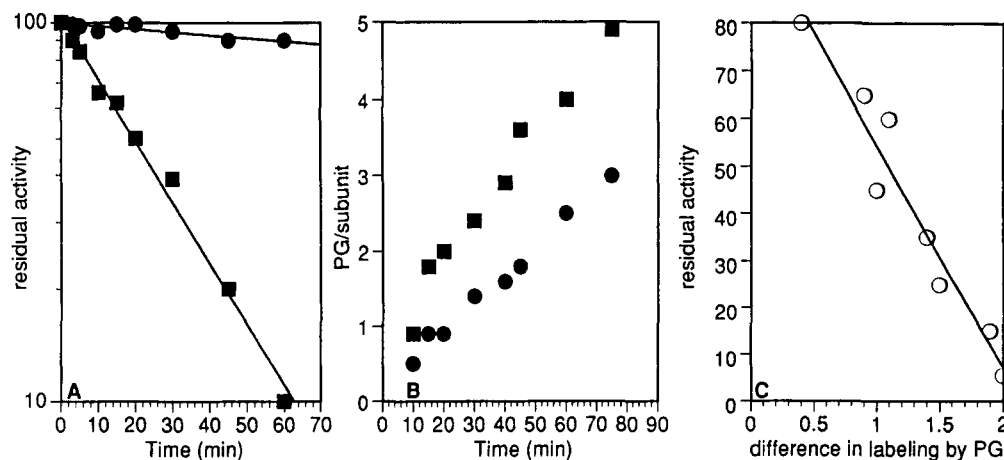 100
10
residual activity
A
0 10 20 30 40 50 60 70
Time (min)
5
4
3
2
1
0
PG/subunit
B
0 10 20 30 40 50 60 70 80 90
Time (min)
80
70
60
50
40
30
20
10
0
residual activity
C
0 0.5 1 1.5 2
difference in labeling by PG